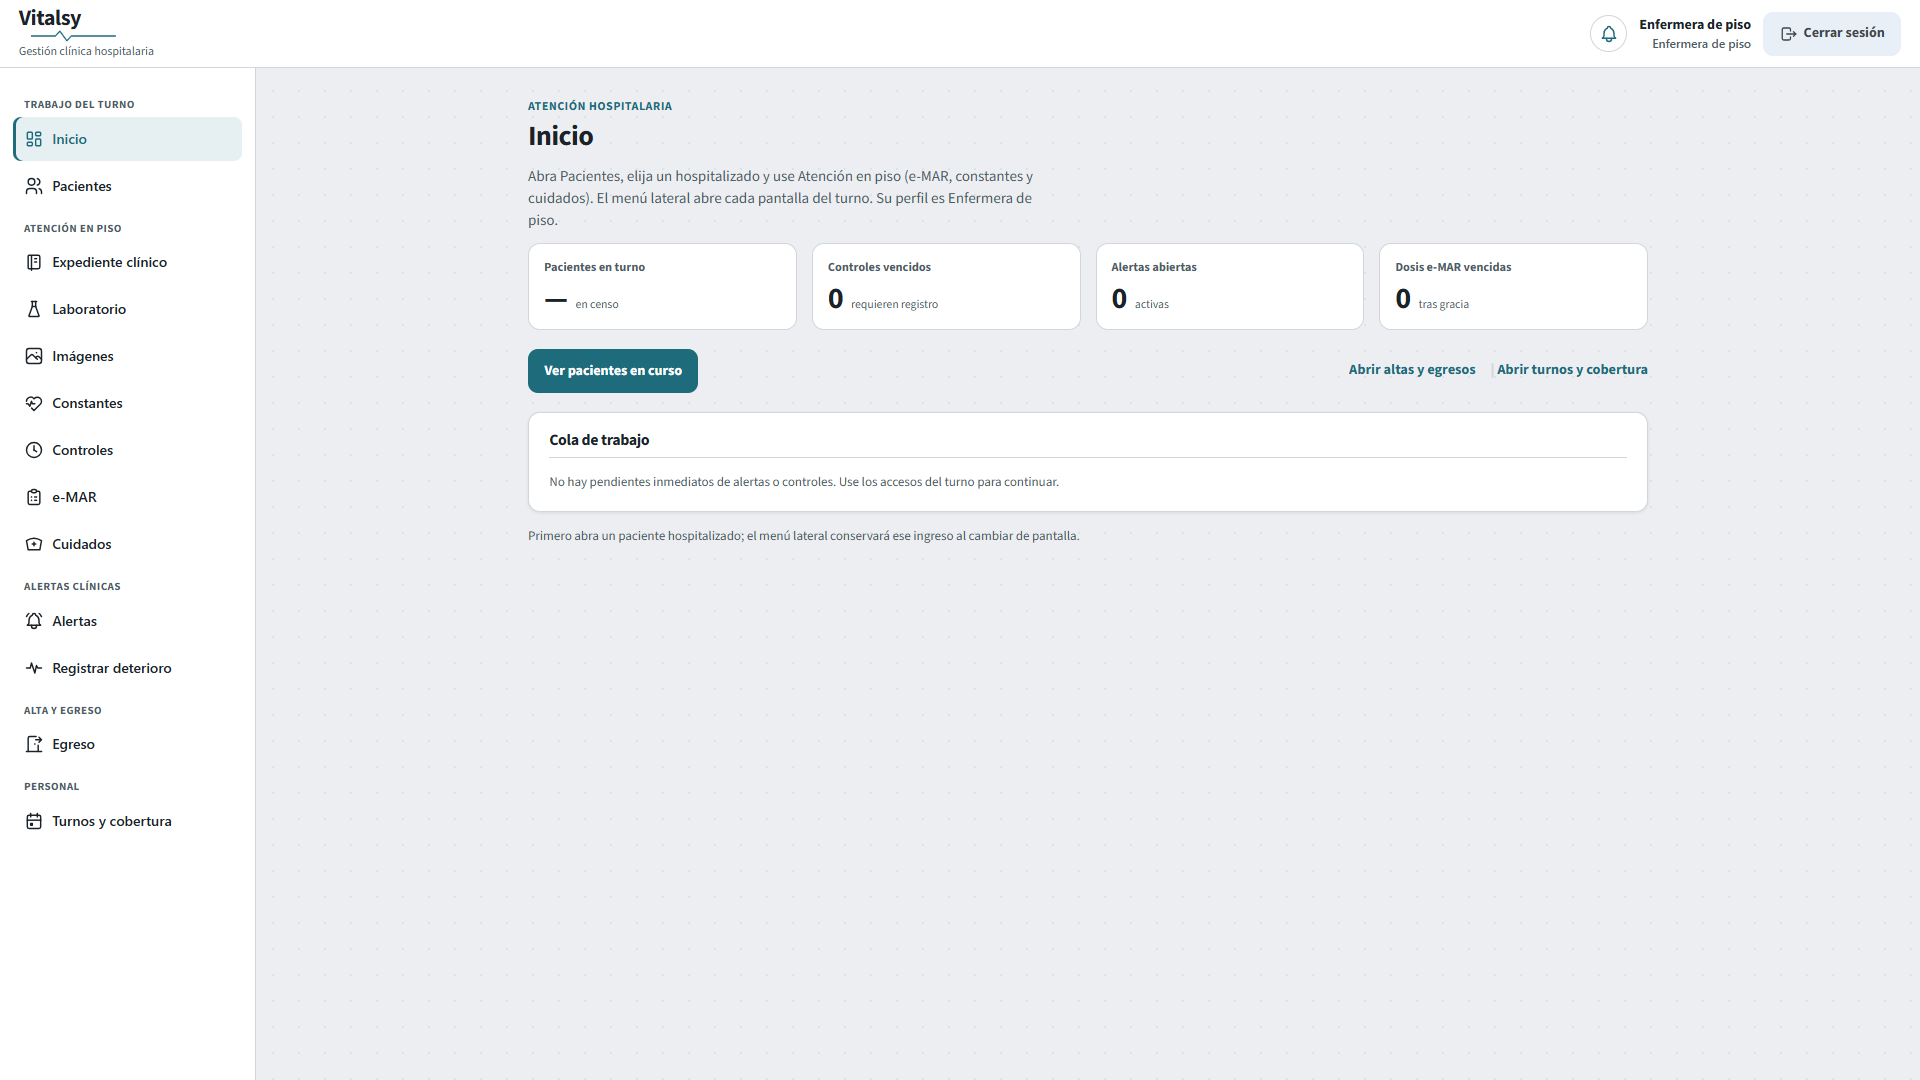 Vitalsy
Gestión clínica hospitalaria
Enfermera de piso
Enfermera de piso
Cerrar sesión
TRABAJO DEL TURNO
Inicio
Pacientes
ATENCIÓN EN PISO
Expediente clínico
Laboratorio
Imágenes
Constantes
Controles
e-MAR
Cuidados
ALERTAS CLÍNICAS
Alertas
Registrar deterioro
ALTA Y EGRESO
Egreso
PERSONAL
Turnos y cobertura
ATENCIÓN HOSPITALARIA
Inicio
Abra Pacientes, elija un hospitalizado y use Atención en piso (e-MAR, constantes y
cuidados). El menú lateral abre cada pantalla del turno. Su perfil es Enfermera de
piso.
Pacientes en turno
— en censo
Controles vencidos
0 requieren registro
Alertas abiertas
0 activas
Dosis e-MAR vencidas
0 tras gracia
Ver pacientes en curso
Abrir altas y egresos | Abrir turnos y cobertura
Cola de trabajo
No hay pendientes inmediatos de alertas o controles. Use los accesos del turno para continuar.
Primero abra un paciente hospitalizado; el menú lateral conservará ese ingreso al cambiar de pantalla.